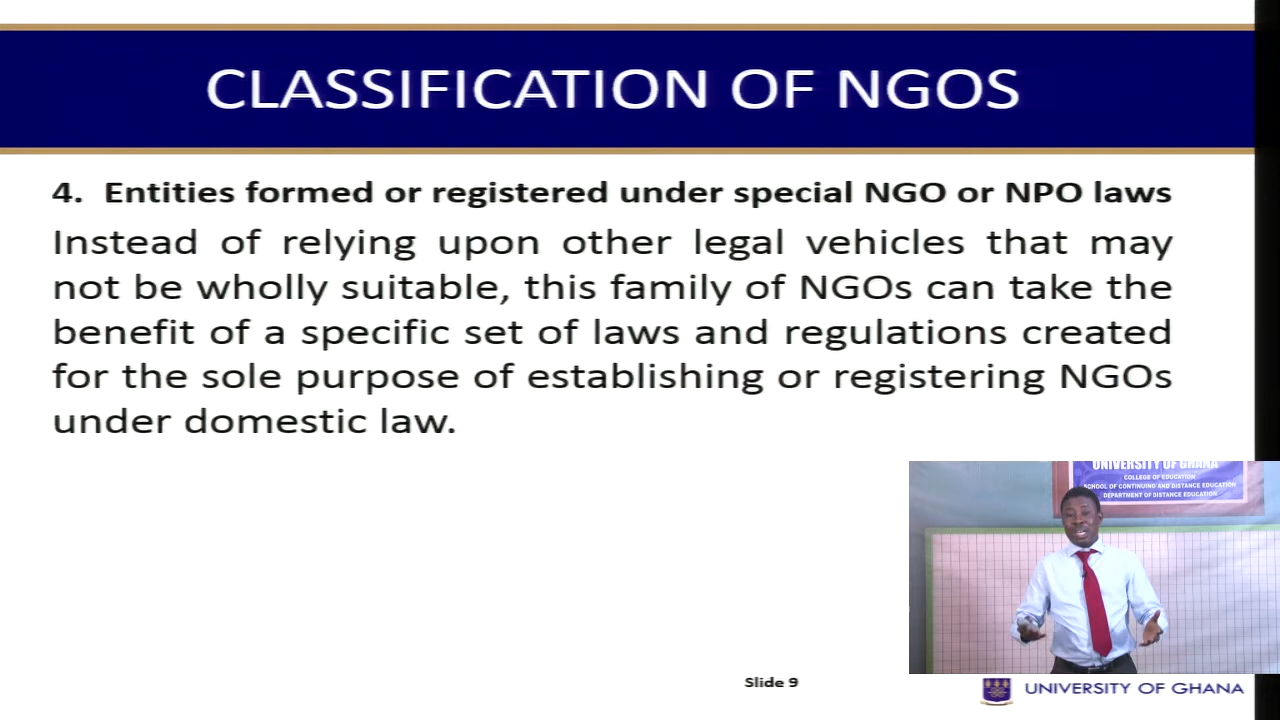 CLASSIFICATION OF NGOS
4. Entities formed or registered under special NGO or NPO laws
Instead of relying upon other legal vehicles that may
not be wholly suitable, this family of NGOs can take the
benefit of a specific set of laws and regulations created
for the sole purpose of establishing or registering NGOs
under domestic law.
UNIVERSITY OF GHANA
COLLEGE OF EDUCATION
SCHOOL OF CONTINUING AND DISTANCE EDUCATION
DEPARTMENT OF DISTANCE EDUCATION
Slide 9
UNIVERSITY OF GHANA